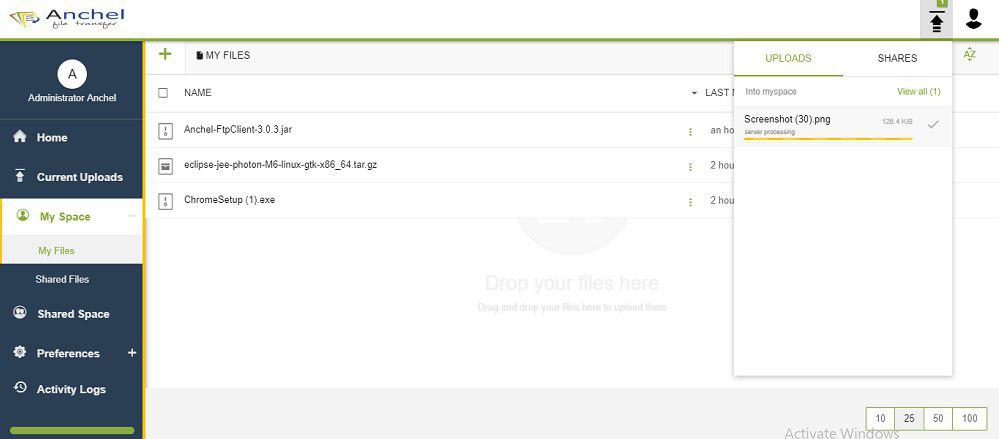 Anchel
file transfer
1
MY FILES
AZ
UPLOADS SHARES
A
Administrator Anchel
Into myspace View all (1)
NAME
LAST
Screenshot (30).png 126.4 KiB
server processing
Home
Anchel-FtpClient-3.0.3.jar an ho
eclipse-jee-photon-M6-linux-gtk-x86_64.tar.gz 2 hou
Current Uploads
ChromeSetup (1).exe 2 hou
My Space
My Files
Shared Files
Drop your files here
Drag and drop your files here to upload them
Shared Space
Preferences
Activity Logs
10 25 50 100
Activate Windows